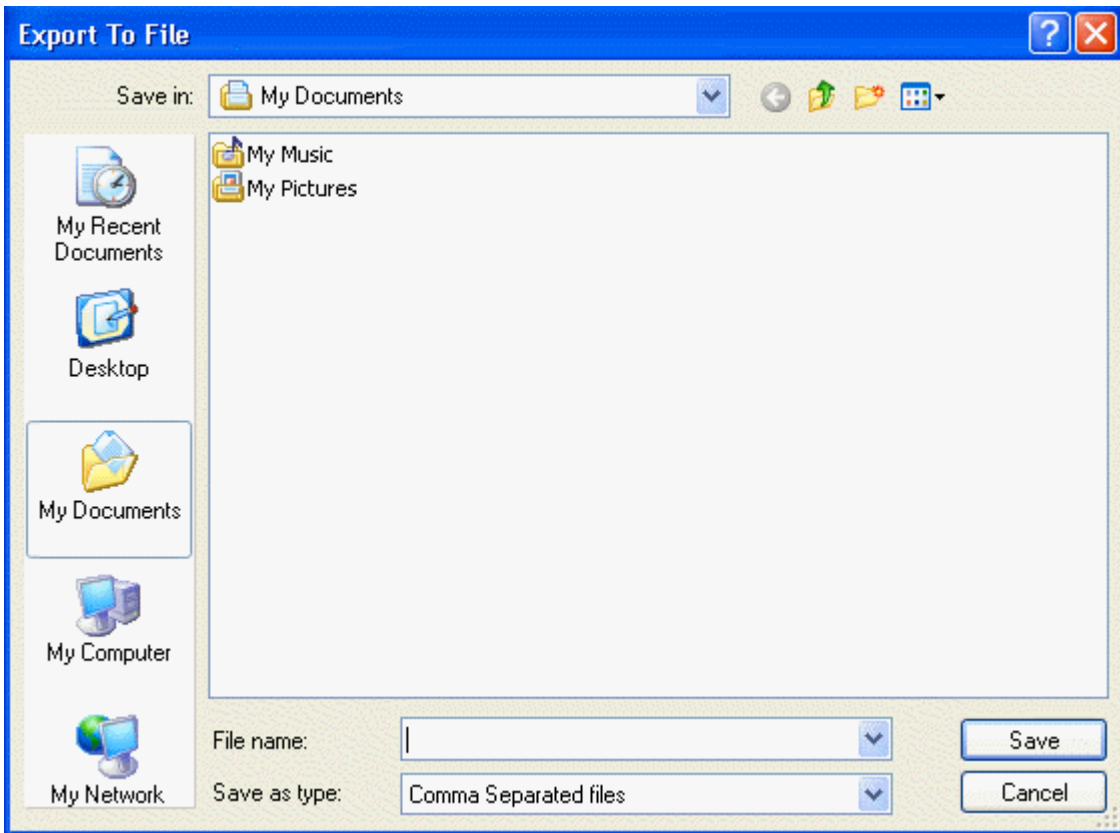 Export To File
?
Save in: My Documents
My Music
My Pictures
My Recent
Documents
Desktop
My Documents
My Computer
My Network
File name:
Save
Save as type: Comma Separated files
Cancel